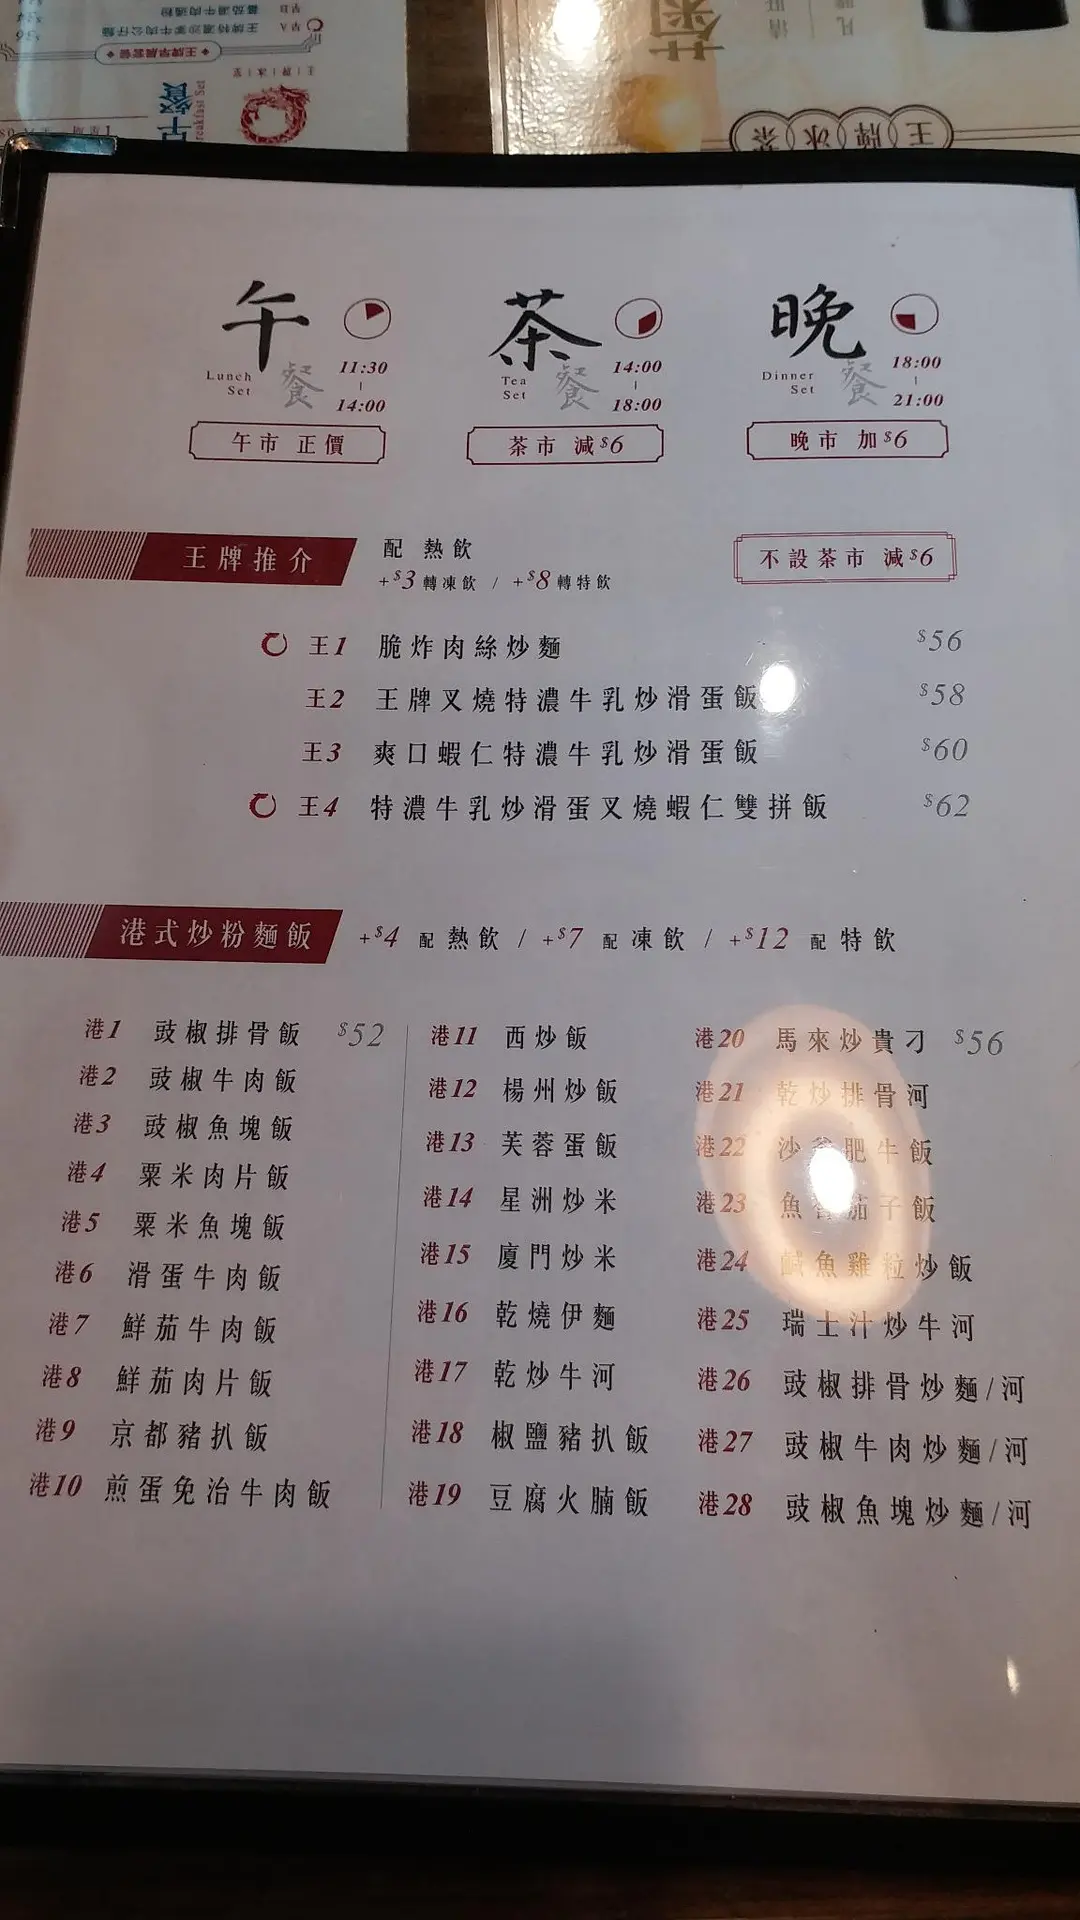 王牌早晨套餐
早餐
王牌冰茶
午餐 茶餐 晚餐
Lunch Set 11:30 - 14:00
Tea Set 14:00 - 18:00
Dinner Set 18:00 - 21:00
午市 正價
茶市 減$6
晚市 加$6
王牌推介
配 熱飲
+$3轉凍飲 / +$8轉特飲
不設茶市 減$6
王1 脆炸肉絲炒麵 $56
王2 王牌叉燒特濃牛乳炒滑蛋飯 $58
王3 爽口蝦仁特濃牛乳炒滑蛋飯 $60
王4 特濃牛乳炒滑蛋叉燒蝦仁雙拼飯 $62
港式炒粉麵飯 +$4 配熱飲 / +$7 配凍飲 / +$12 配特飲
港1 豉椒排骨飯 $52
港2 豉椒牛肉飯
港3 豉椒魚塊飯
港4 粟米肉片飯
港5 粟米魚塊飯
港6 滑蛋牛肉飯
港7 鮮茄牛肉飯
港8 鮮茄肉片飯
港9 京都豬扒飯
港10 煎蛋免治牛肉飯
港11 西炒飯
港12 楊州炒飯
港13 芙蓉蛋飯
港14 星洲炒米
港15 廈門炒米
港16 乾燒伊麵
港17 乾炒牛河
港18 椒鹽豬扒飯
港19 豆腐火腩飯
港20 馬來炒貴刁 $56
港21 乾炒排骨河
港22 沙爹肥牛飯
港23 魚香茄子飯
港24 鹹魚雞粒炒飯
港25 瑞士汁炒牛河
港26 豉椒排骨炒麵/河
港27 豉椒牛肉炒麵/河
港28 豉椒魚塊炒麵/河